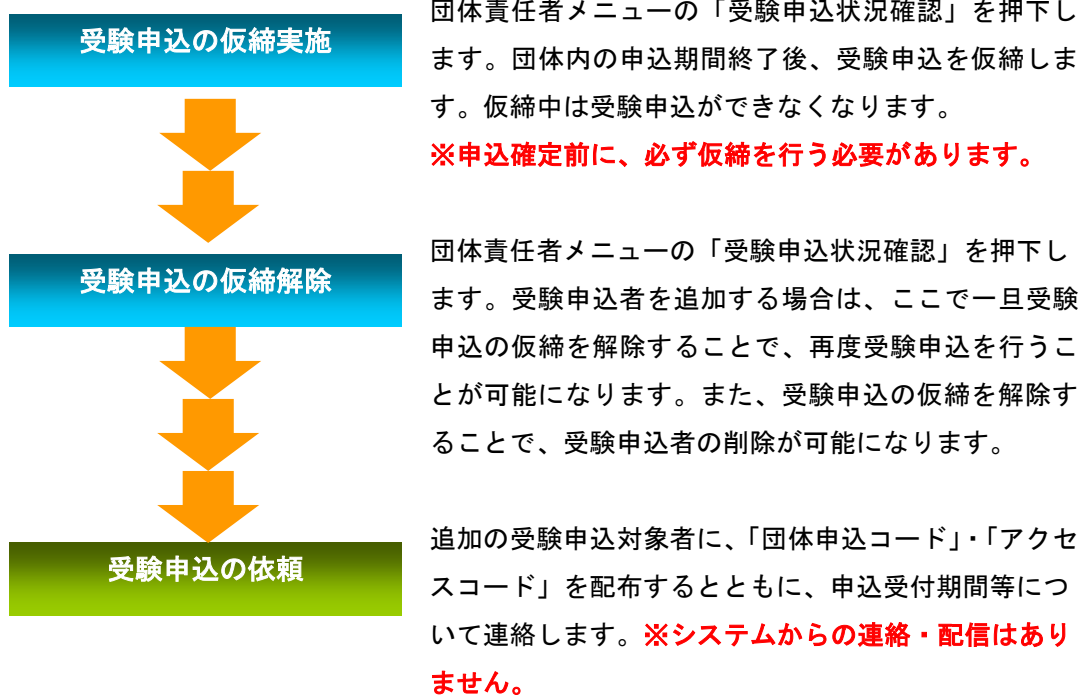 受験申込の仮締実施
団体責任者メニューの「受験申込状況確認」を押下し
ます。団体内の申込期間終了後、受験申込を仮締しま
す。仮締中は受験申込ができなくなります。
※申込確定前に、必ず仮締を行う必要があります。
受験申込の仮締解除
団体責任者メニューの「受験申込状況確認」を押下し
ます。受験申込者を追加する場合は、ここで一旦受験
申込の仮締を解除することで、再度受験申込を行うこ
とが可能になります。また、受験申込の仮締を解除す
ることで、受験申込者の削除が可能になります。
受験申込の依頼
追加の受験申込対象者に、「団体申込コード」・「アクセ
スコード」を配布するとともに、申込受付期間等につ
いて連絡します。※システムからの連絡・配信はあり
ません。